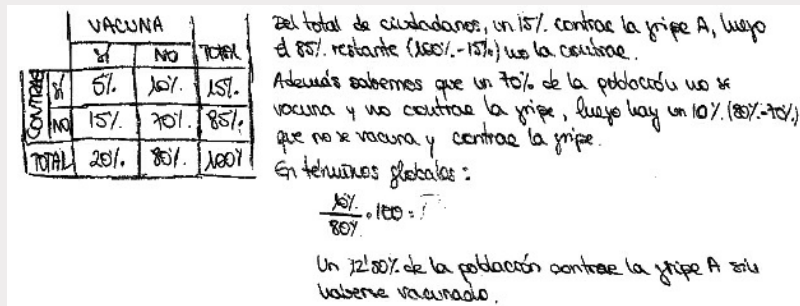 VACUNA
SÍ NO TOTAL
CONTRAE
SÍ 5% 10% 15%
NO 15% 70% 85%
TOTAL 20% 80% 100%
Del total de ciudadanos, un 15% contrae la gripe A, luego
el 85% restante (100%-15%) no la contrae.
Además sabemos que un 70% de la población no se
vacuna y no contrae la gripe, luego hay un 10% (80%-70%)
que no se vacuna y contrae la gripe.
En términos globales:
10%/80% · 100 =
Un 12'50% de la población contrae la gripe A sin
haberse vacunado.